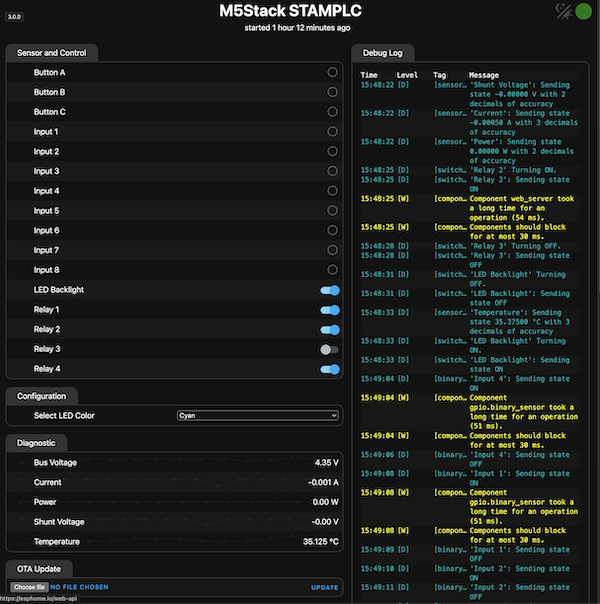 M5Stack STAMPLC
3.0.0
started 1 hour 12 minutes ago
Sensor and Control
Button A
Button B
Button C
Input 1
Input 2
Input 3
Input 4
Input 5
Input 6
Input 7
Input 8
LED Backlight
Relay 1
Relay 2
Relay 3
Relay 4
Configuration
Select LED Color Cyan
Diagnostic
Bus Voltage 4.35 V
Current -0.001 A
Power 0.00 W
Shunt Voltage -0.00 V
Temperature 35.125 °C
OTA Update
Choose file NO FILE CHOSEN UPDATE
https://esphome.io/web-api
Debug Log
Time Level Tag Message
15:48:22 [D] [sensor… 'Shunt Voltage': Sending
state -0.00000 V with 2
decimals of accuracy
15:48:22 [D] [sensor… 'Current': Sending state
-0.00050 A with 3 decimals
of accuracy
15:48:22 [D] [sensor… 'Power': Sending state
0.00000 W with 2 decimals
of accuracy
15:48:25 [D] [switch… 'Relay 2' Turning ON.
15:48:25 [D] [switch… 'Relay 2': Sending state
ON
15:48:25 [W] [compon… Component web_server took
a long time for an
operation (54 ms).
15:48:25 [W] [compon… Components should block
for at most 30 ms.
15:48:28 [D] [switch… 'Relay 3' Turning OFF.
15:48:28 [D] [switch… 'Relay 3': Sending state
OFF
15:48:31 [D] [switch… 'LED Backlight' Turning
OFF.
15:48:31 [D] [switch… 'LED Backlight': Sending
state OFF
15:48:33 [D] [sensor… 'Temperature': Sending
state 35.37500 °C with 3
decimals of accuracy
15:48:33 [D] [switch… 'LED Backlight' Turning
ON.
15:48:33 [D] [switch… 'LED Backlight': Sending
state ON
15:49:04 [D] [binary… 'Input 4': Sending state
ON
15:49:04 [W] [compon… Component
gpio.binary_sensor took a
long time for an operation
(51 ms).
15:49:04 [W] [compon… Components should block
for at most 30 ms.
15:49:06 [D] [binary… 'Input 4': Sending state
OFF
15:49:08 [D] [binary… 'Input 1': Sending state
ON
15:49:08 [W] [compon… Component
gpio.binary_sensor took a
long time for an operation
(51 ms).
15:49:08 [W] [compon… Components should block
for at most 30 ms.
15:49:09 [D] [binary… 'Input 1': Sending state
OFF
15:49:10 [D] [binary… 'Input 2': Sending state
ON
15:49:11 [D] [binary… 'Input 2': Sending state
OFF